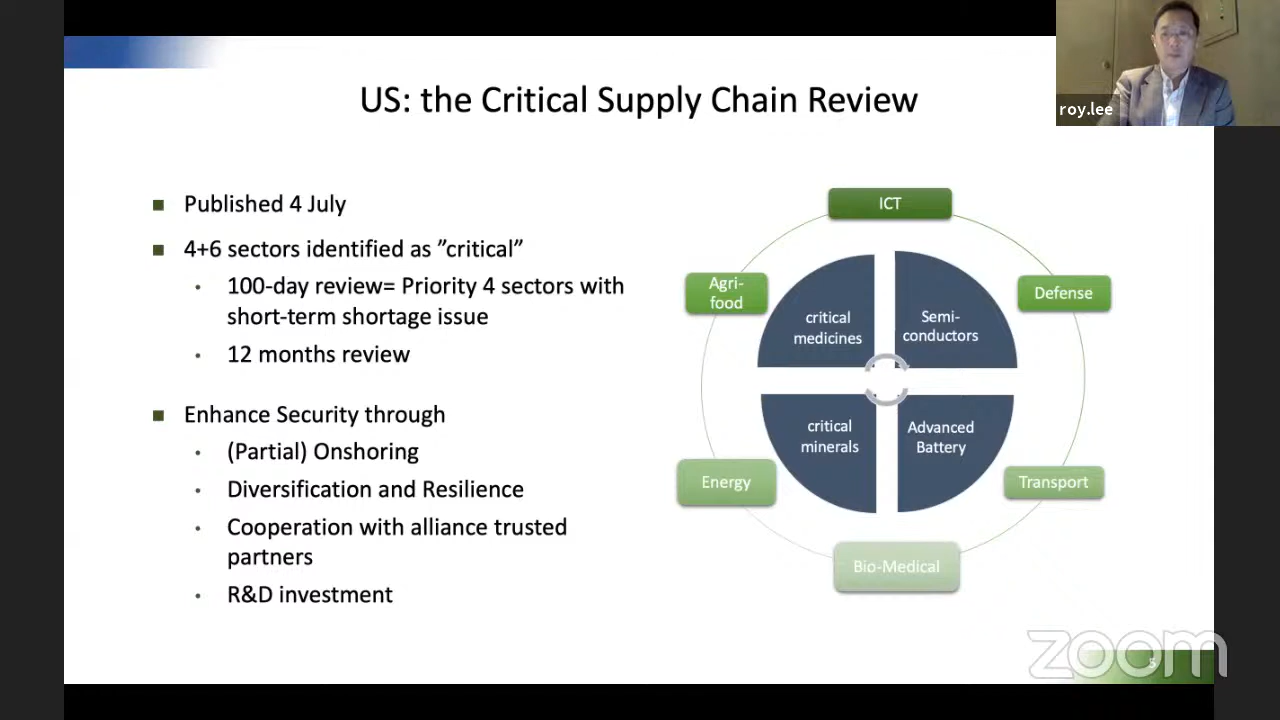 US: the Critical Supply Chain Review
roy.lee
Published 4 July
4+6 sectors identified as ”critical”
100-day review= Priority 4 sectors with
short-term shortage issue
12 months review
Enhance Security through
(Partial) Onshoring
Diversification and Resilience
Cooperation with alliance trusted
partners
R&D investment
ICT
Agri-
food
Defense
critical
medicines
Semi-
conductors
critical
minerals
Advanced
Battery
Energy
Transport
Bio-Medical
zoom
5